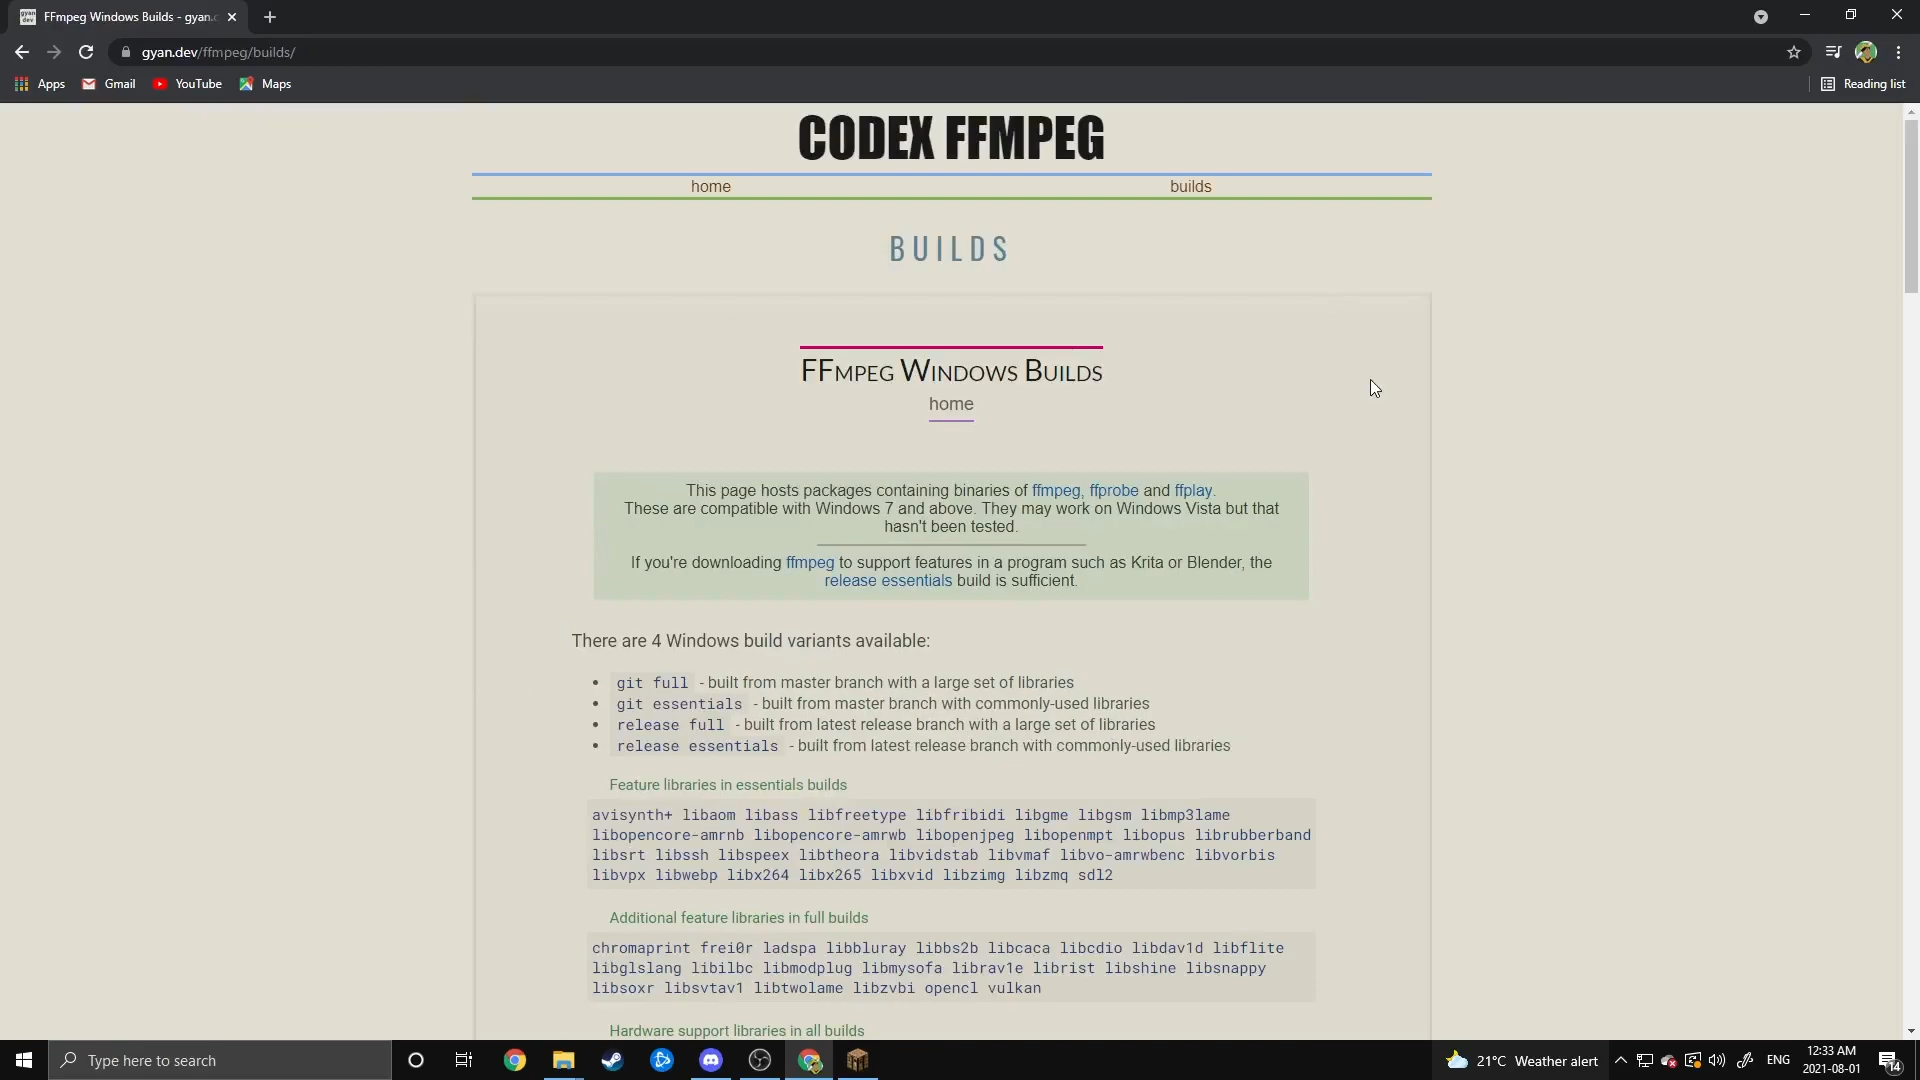 gyan.dev
FFmpeg Windows Builds - gyan.d
gyan.dev/ffmpeg/builds/
Apps
Gmail
YouTube
Maps
Reading list
CODEX FFMPEG
home
builds
BUILDS
FFmpeg Windows Builds
home
This page hosts packages containing binaries of ffmpeg, ffprobe and ffplay.
These are compatible with Windows 7 and above. They may work on Windows Vista but that
hasn't been tested.
If you're downloading ffmpeg to support features in a program such as Krita or Blender, the
release essentials build is sufficient.
There are 4 Windows build variants available:
• git full - built from master branch with a large set of libraries
• git essentials - built from master branch with commonly-used libraries
• release full - built from latest release branch with a large set of libraries
• release essentials - built from latest release branch with commonly-used libraries
Feature libraries in essentials builds
avisynth+ libaom libass libfreetype libfribidi libgme libgsm libmp3lame
libopencore-amrnb libopencore-amrwb libopenjpeg libopenmpt libopus librubberband
libsrt libssh libspeex libtheora libvidstab libvmaf libvo-amrwbenc libvorbis
libvpx libwebp libx264 libx265 libxvid libzimg libzmq sdl2
Additional feature libraries in full builds
chromaprint frei0r ladspa libbluray libbs2b libcaca libcdio libdav1d libflite
libglslang libilbc libmodplug libmysofa librav1e librist libshine libsnappy
libsoxr libsvtav1 libtwolame libzvbi opencl vulkan
Hardware support libraries in all builds
Type here to search
21°C Weather alert
ENG
12:33 AM
2021-08-01
14